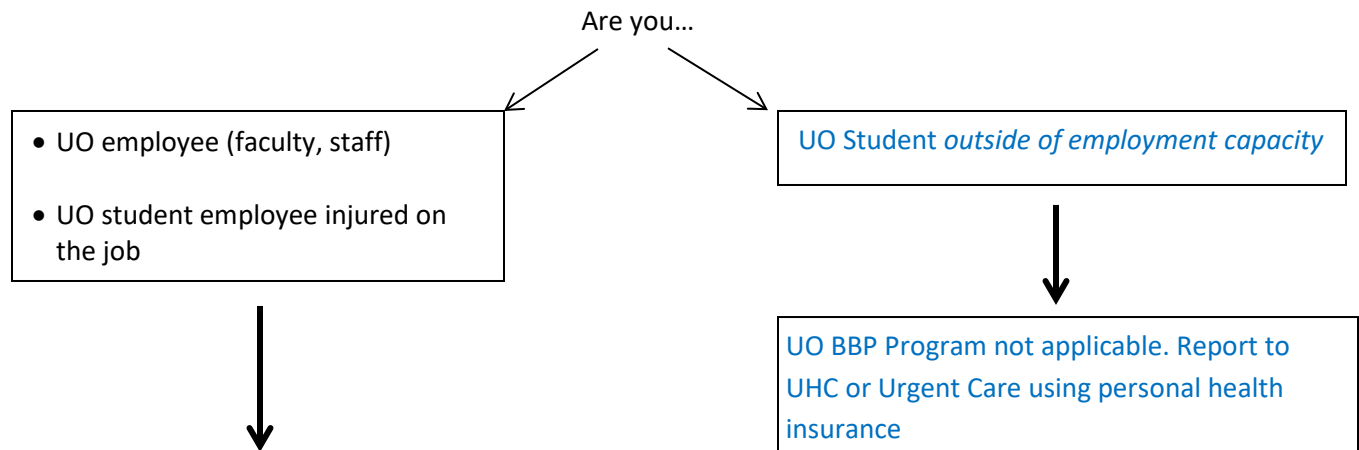 Are you…
• UO employee (faculty, staff)
• UO student employee injured on
the job
UO Student outside of employment capacity
UO BBP Program not applicable. Report to
UHC or Urgent Care using personal health
insurance